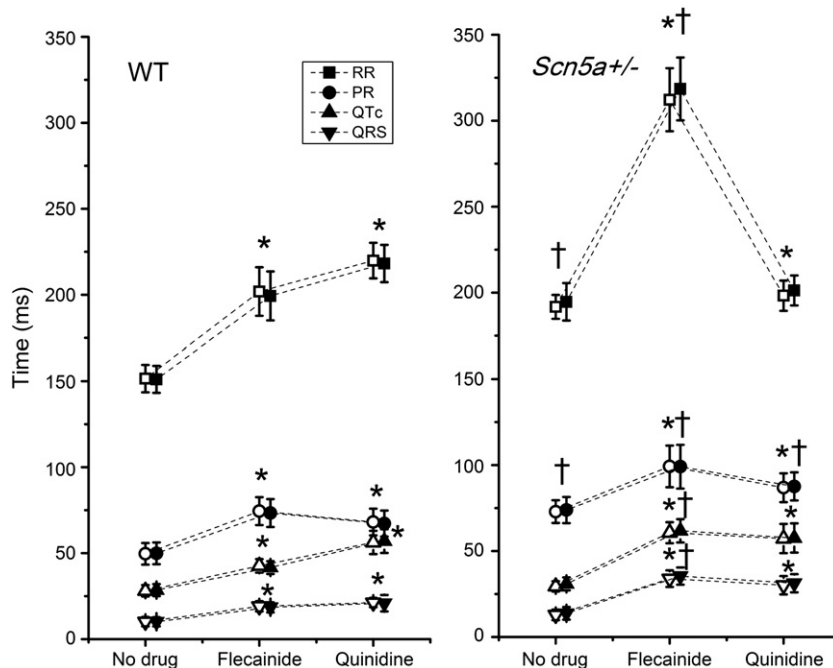 WT
RR
PR
QTc
QRS
Time (ms)
350
300
250
200
150
100
50
0
* *
* *
* *
* *
No drug Flecainide Quinidine
Scn5a+/-
350
300
250
200
150
100
50
0
*†
† *
† *† *†
*† *
*† *
No drug Flecainide Quinidine